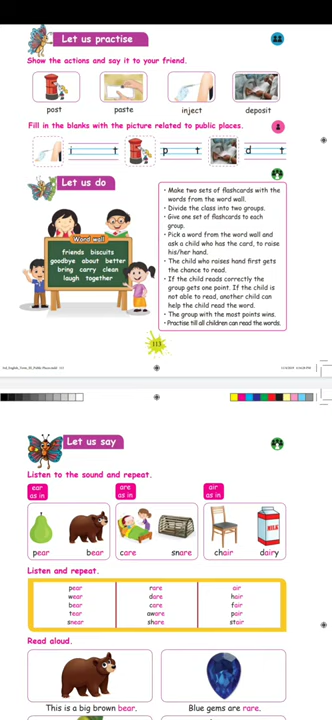 Let us practise
Show the actions and say it to your friend.
post paste inject deposit
Fill in the blanks with the picture related to public places.
i t p t d t
Let us do
Word wall
friends biscuits
goodbye about better
bring carry clean
laugh together
• Make two sets of flashcards with the
words from the word wall.
• Divide the class into two groups.
• Give one set of flashcards to each
group.
• Pick a word from the word wall and
ask a child who has the card, to raise
his/her hand.
• The child who raises hand first gets
the chance to read.
• If the child reads correctly the
group gets one point. If the child is
not able to read, another child can
help the child read the word.
• The group with the most points wins.
• Practise till all children can read the words.
113
Let us say
Listen to the sound and repeat.
ear
as in
are
as in
air
as in
MILK
pear bear care snare chair dairy
Listen and repeat.
pear rare air
wear dare hair
bear care fair
tear aware pair
snear share stair
Read aloud.
This is a big brown bear. Blue gems are rare.